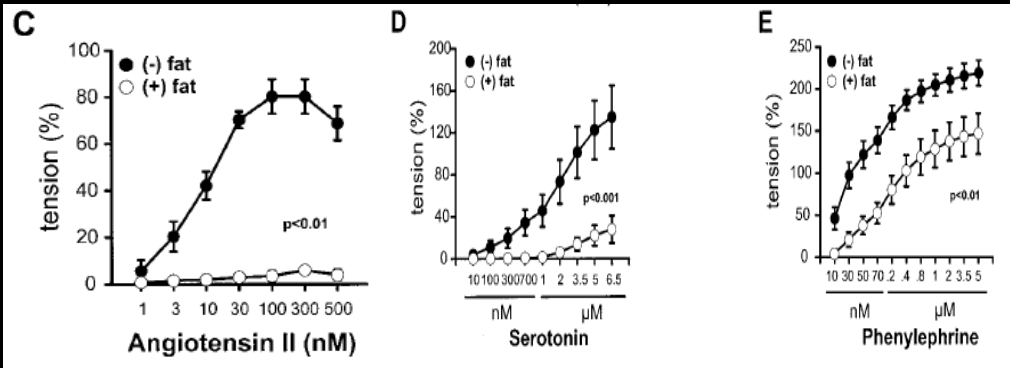 C
100
80
60
40
20
0
tension (%)
(-) fat
(+) fat
p<0.01
1 3 10 30 100 300 500
Angiotensin II (nM)
D
200
160
120
80
40
0
tension (%)
(-) fat
(+) fat
p<0.001
10 100 300 700 1 2 3.5 5 6.5
nM μM
Serotonin
E
250
200
150
100
50
0
tension (%)
(-) fat
(+) fat
p<0.01
10 30 50 70 .2 .4 .8 1 2 3.5 5
nM μM
Phenylephrine